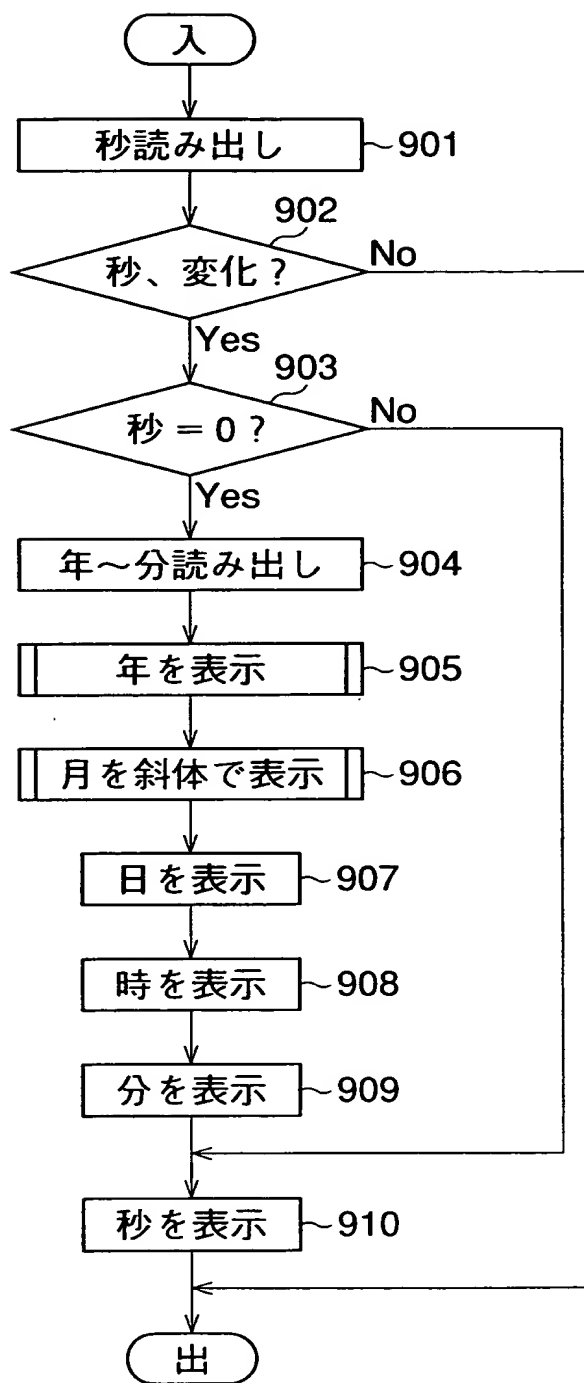 入
秒読み出し 901
902
秒、変化? No
Yes
903
秒=0? No
Yes
年~分読み出し 904
年を表示 905
月を斜体で表示 906
日を表示 907
時を表示 908
分を表示 909
秒を表示 910
出